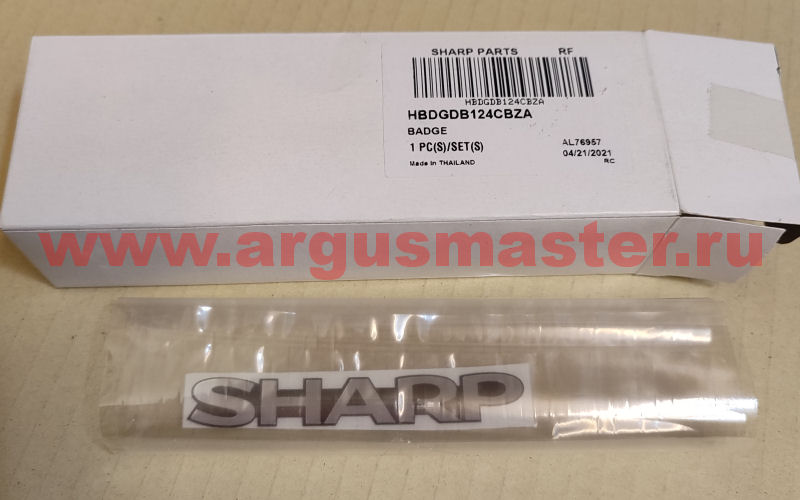 SHARP PARTS RF
HBDGDB124CBZA
HBDGDB124CBZA
BADGE
1 PC(S)/SET(S) AL76957
Made in THAILAND 04/21/2021
RC
www.argusmaster.ru
SHARP